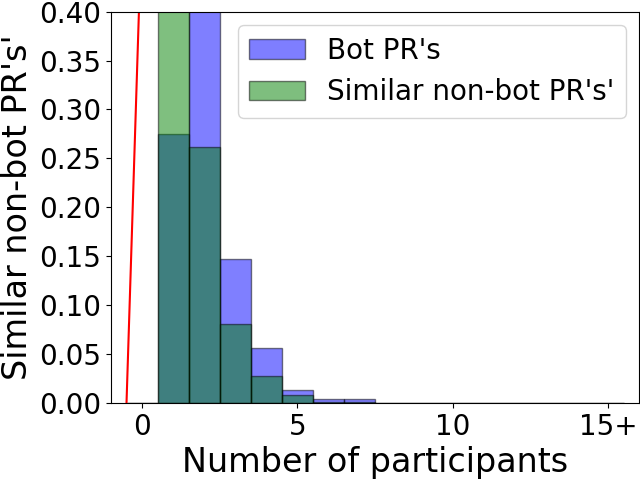 0.40
0.35
0.30
0.25
0.20
0.15
0.10
0.05
0.00
Similar non-bot PR's'
Bot PR's
Similar non-bot PR's'
0 5 10 15+
Number of participants